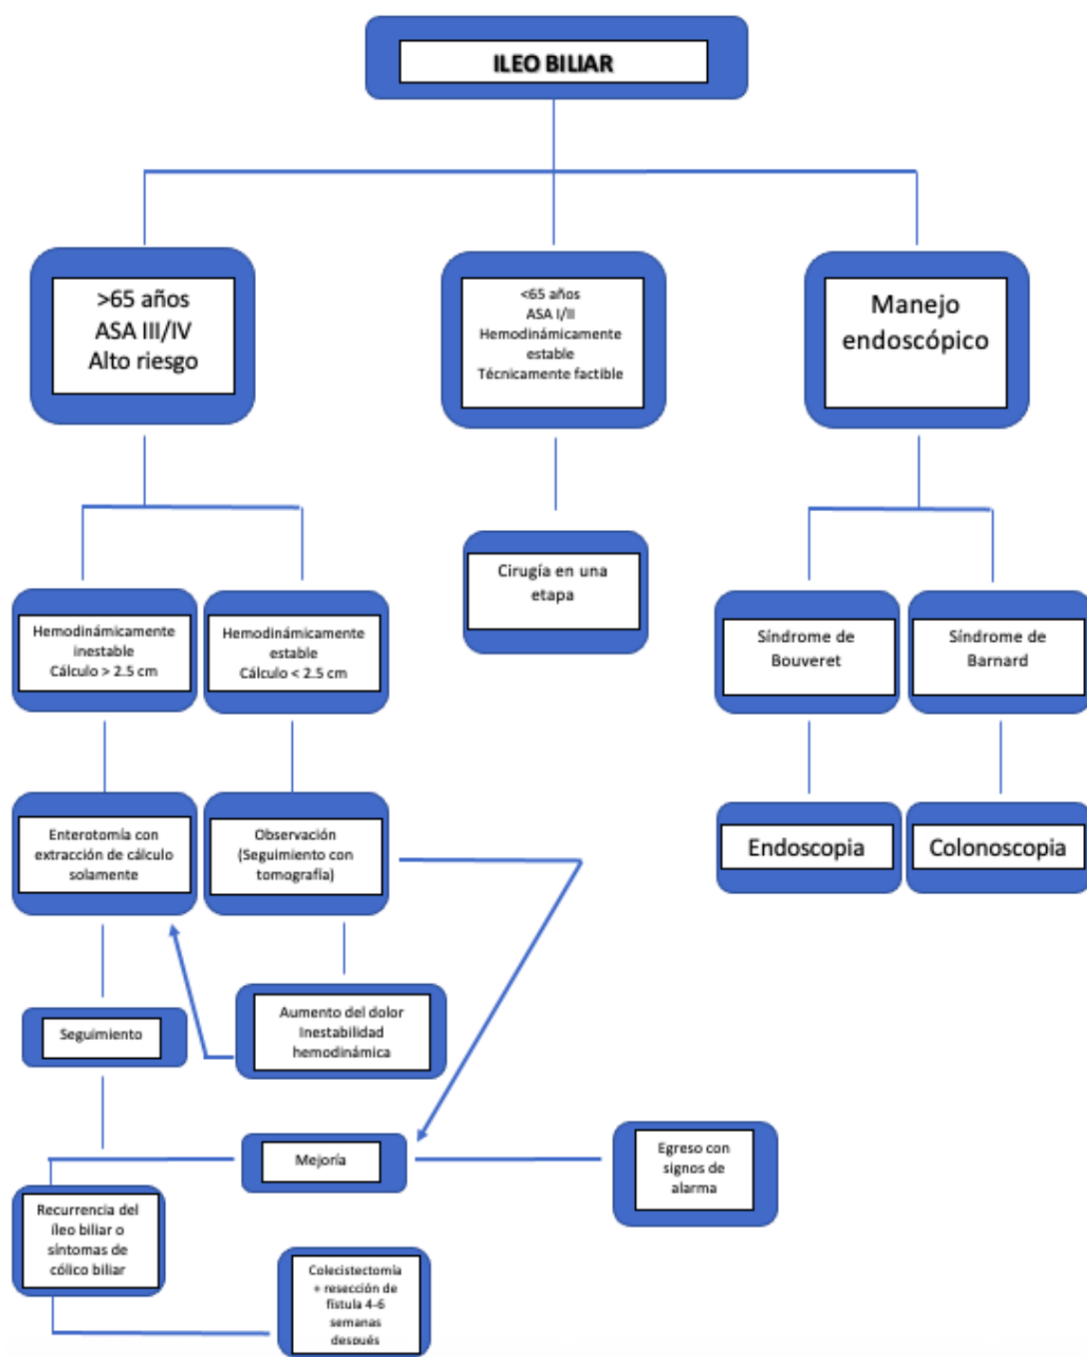 ILEO BILIAR
>65 años
ASA III/IV
Alto riesgo
<65 años
ASA I/II
Hemodinámicamente
estable
Técnicamente factible
Manejo
endoscópico
Cirugía en una
etapa
Hemodinámicamente
inestable
Cálculo > 2.5 cm
Hemodinámicamente
estable
Cálculo < 2.5 cm
Síndrome de
Bouveret
Síndrome de
Barnard
Enterotomía con
extracción de cálculo
solamente
Observación
(Seguimiento con
tomografía)
Endoscopia
Colonoscopia
Seguimiento
Aumento del dolor
Inestabilidad
hemodinámica
Mejoría
Egreso con
signos de
alarma
Recurrencia del
íleo biliar o
síntomas de
cólico biliar
Colecistectomía
+ resección de
fístula 4-6
semanas
después